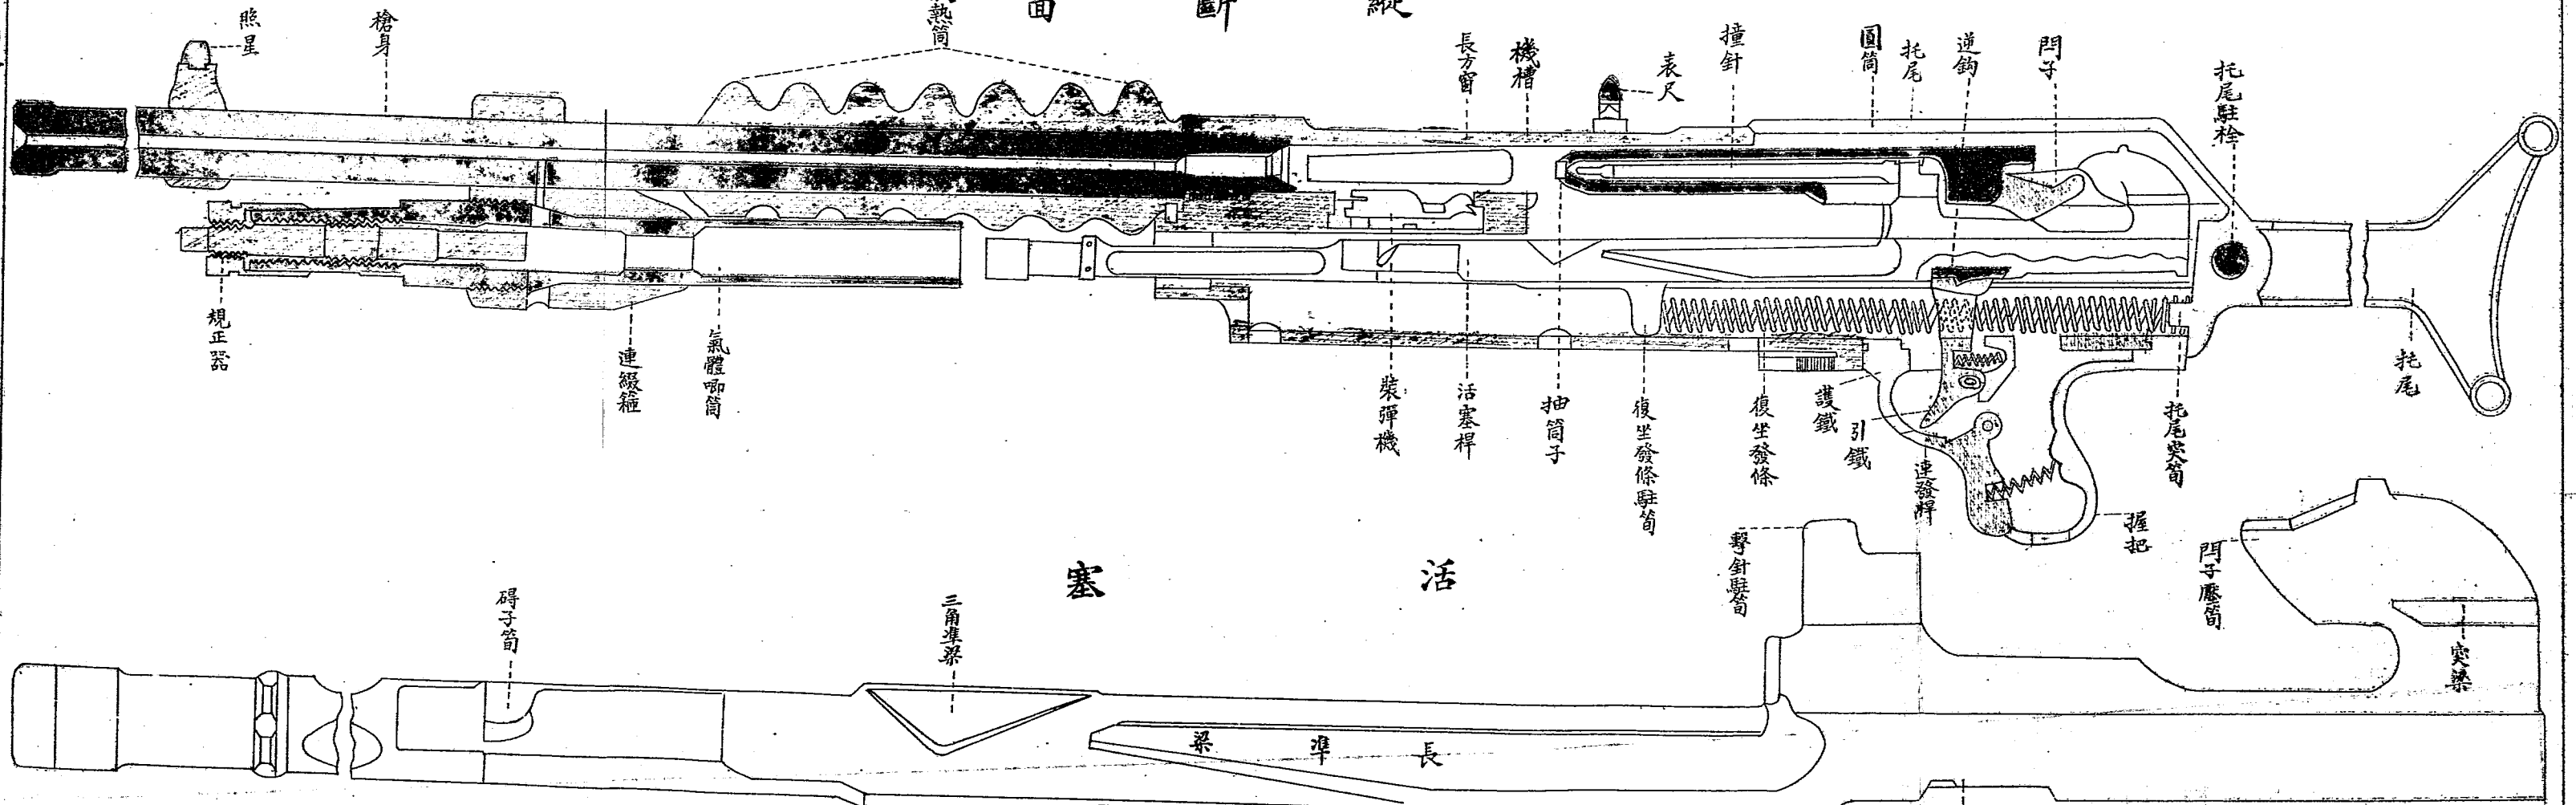 縱斷面
照星
槍身
熱筒
長方窗
機槽
表尺
撞針
圓筒
托尾
逆鈎
閂子
托尾駐栓
規正器
連綴箍
氣體唧筒
裝彈機
活塞桿
抽筒子
復坐發條駐筍
復坐發條
護鐵
引鐵
連發桿
托尾突筍
托尾
握把
活塞
碍子筍
三角準梁
長準梁
擊針駐筍
閂子壓筍
突梁